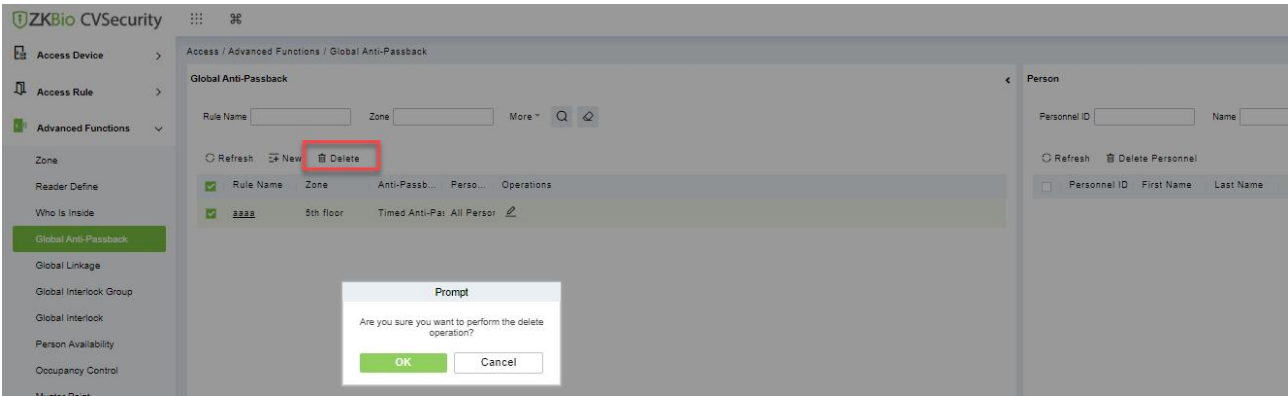 ZKBio CVSecurity
Access Device
Access Rule
Advanced Functions
Zone
Reader Define
Who Is Inside
Global Anti-Passback
Global Linkage
Global Interlock Group
Global Interlock
Person Availability
Occupancy Control
Muster Point
Access / Advanced Functions / Global Anti-Passback
Global Anti-Passback
Rule Name Zone More
Refresh New Delete
Rule Name Zone Anti-Passb... Perso... Operations
aaaa 5th floor Timed Anti-Pas All Person
Prompt
Are you sure you want to perform the delete
operation?
OK Cancel
Person
Personnel ID Name
Refresh Delete Personnel
Personnel ID First Name Last Name